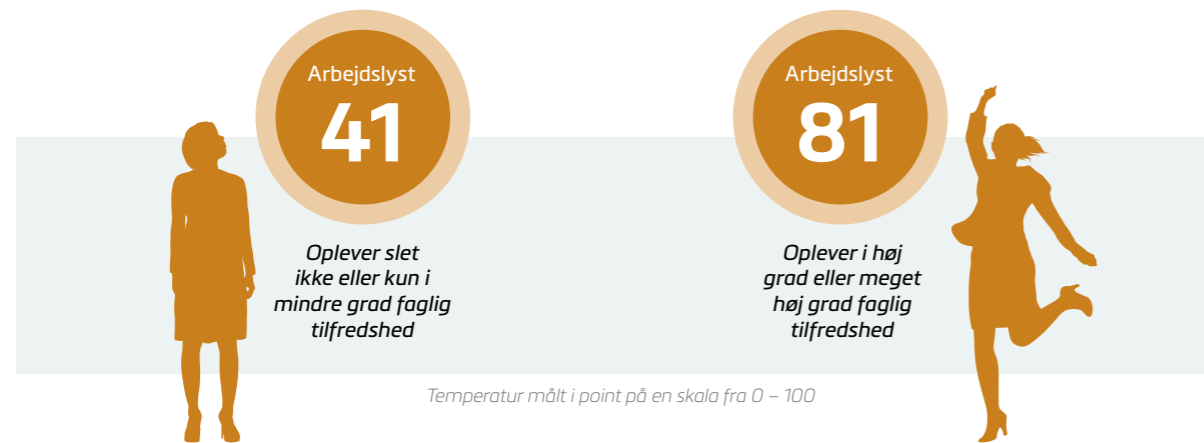 Arbejdslyst
41
Oplever slet
ikke eller kun i
mindre grad faglig
tilfredshed
Arbejdslyst
81
Oplever i høj
grad eller meget
høj grad faglig
tilfredshed
Temperatur målt i point på en skala fra 0 – 100